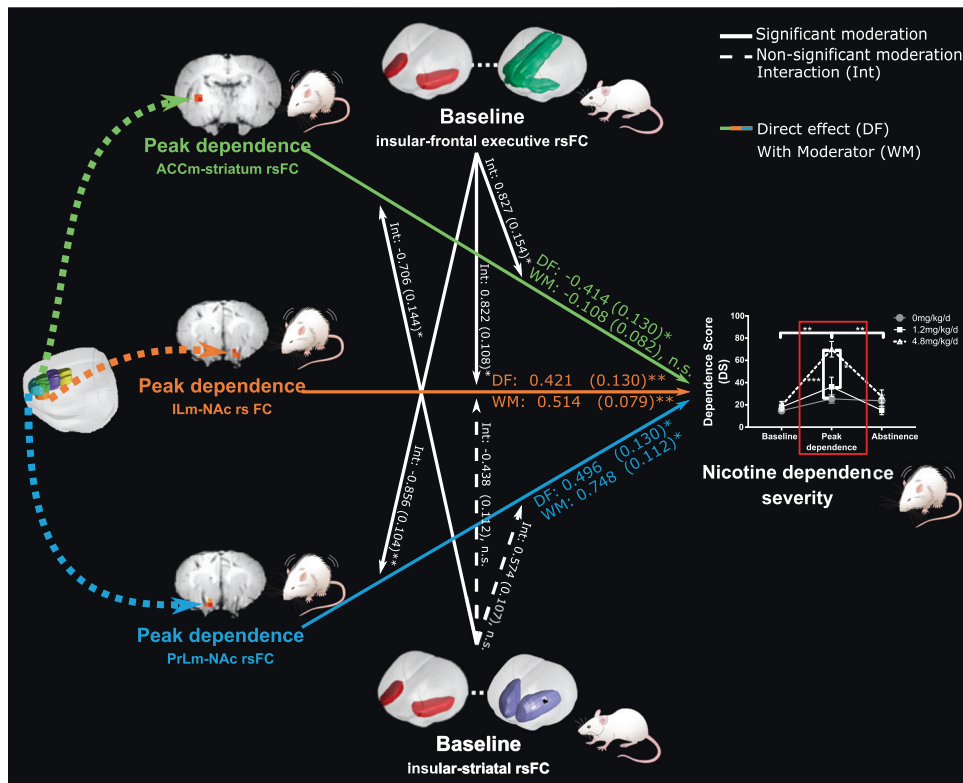 Significant moderation
Non-significant moderation
Interaction (Int)
Direct effect (DF)
With Moderator (WM)
Baseline
insular-frontal executive rsFC
Peak dependence
ACCm-striatum rsFC
Int: 0.827 (0.154)*
Int: -0.706 (0.144)*
Int: 0.822 (0.108)*
DF: -0.414 (0.130)*
WM: -0.108 (0.082), n.s.
Peak dependence
ILm-NAc rs FC
DF: 0.421 (0.130)**
WM: 0.514 (0.079)**
Int: -0.856 (0.104)**
Int: -0.438 (0.112), n.s.
DF: 0.496 (0.130)*
WM: 0.748 (0.112)*
Int: 0.574 (0.107), n.s.
Peak dependence
PrLm-NAc rsFC
Baseline
insular-striatal rsFC
Dependence Score
(DS)
100
80
60
40
20
0
** **
***
0mg/kg/d
1.2mg/kg/d
4.8mg/kg/d
Baseline Peak Abstinence
dependence
Nicotine dependence
severity